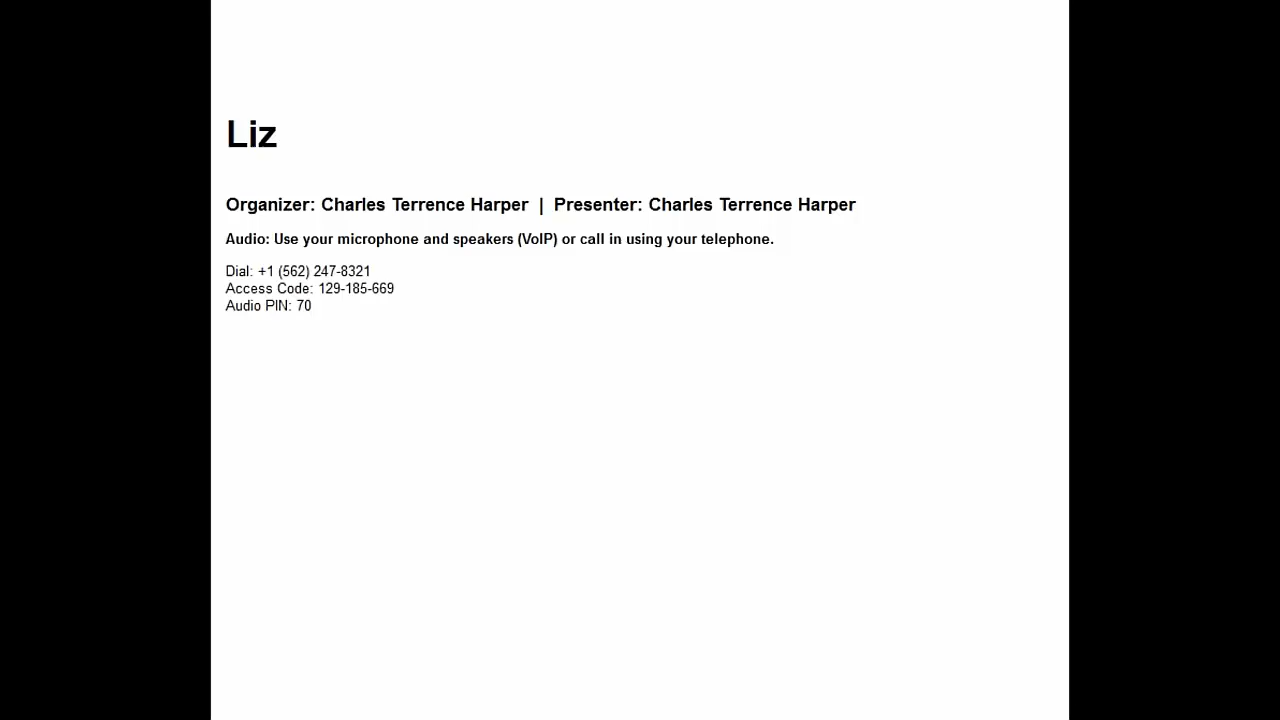 Liz
Organizer: Charles Terrence Harper | Presenter: Charles Terrence Harper
Audio: Use your microphone and speakers (VoIP) or call in using your telephone.
Dial: +1 (562) 247-8321
Access Code: 129-185-669
Audio PIN: 70